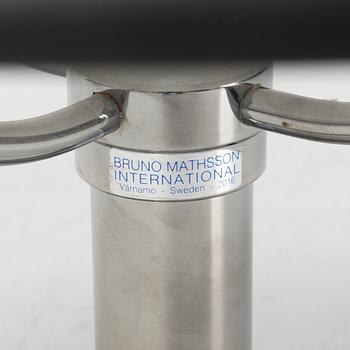 BRUNO MATHSSON
INTERNATIONAL
Värnamo - Sweden - 2016